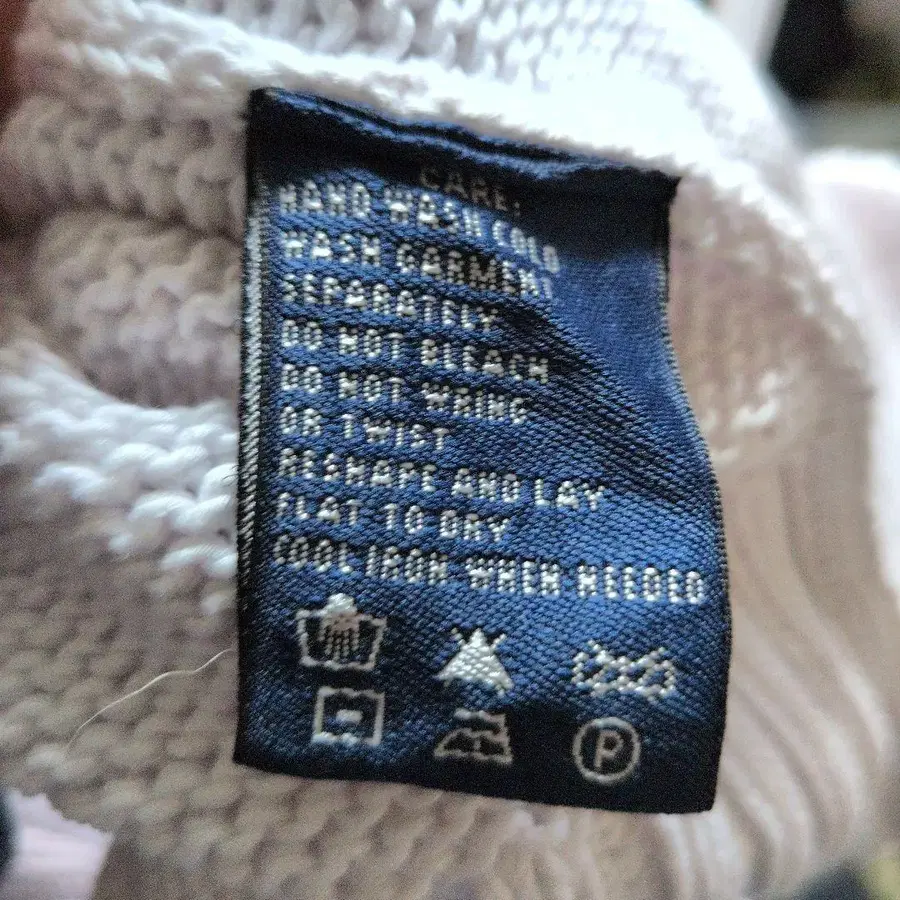 CARE:
HAND WASH COLD
WASH GARMENT
SEPARATELY
DO NOT BLEACH
DO NOT WRING
OR TWIST
RESHAPE AND LAY
FLAT TO DRY
COOL IRON WHEN NEEDED
P